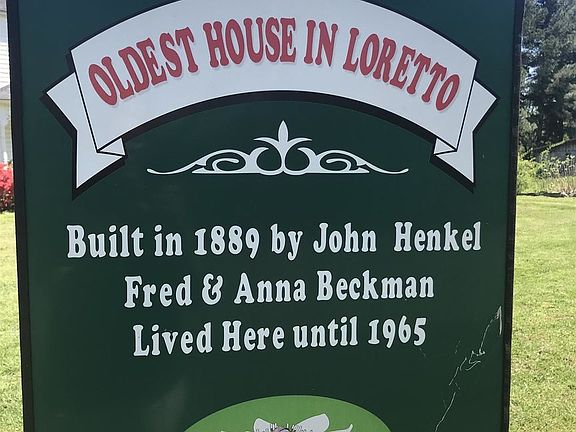 OLDEST HOUSE IN LORETTO
Built in 1889 by John Henkel
Fred & Anna Beckman
Lived Here until 1965